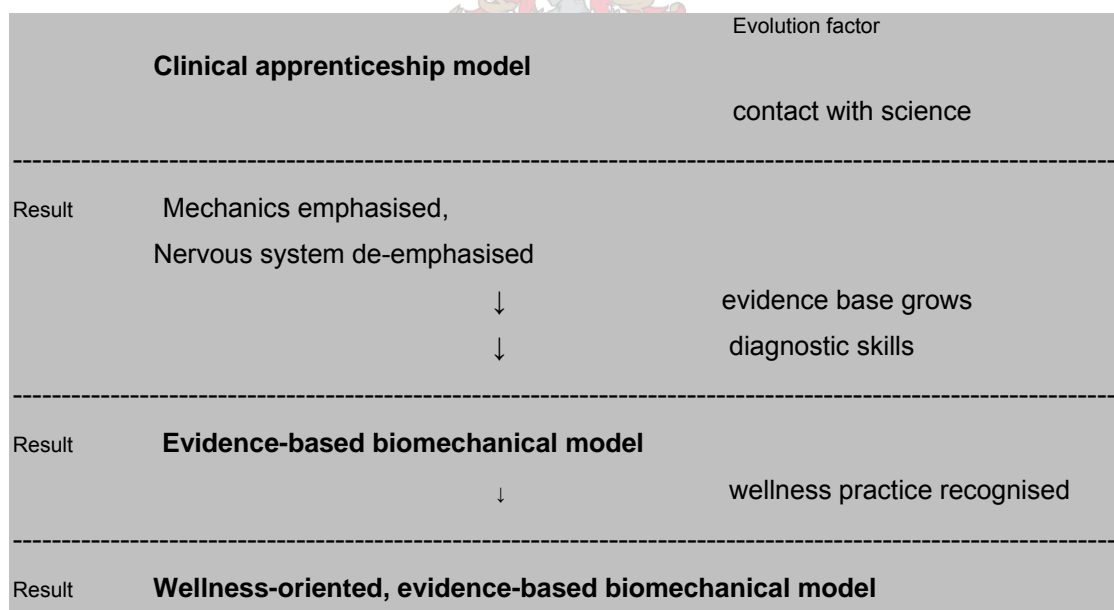 Evolution factor
Clinical apprenticeship model
contact with science
Result Mechanics emphasised,
Nervous system de-emphasised
↓ evidence base grows
↓ diagnostic skills
Result Evidence-based biomechanical model
↓ wellness practice recognised
Result Wellness-oriented, evidence-based biomechanical model